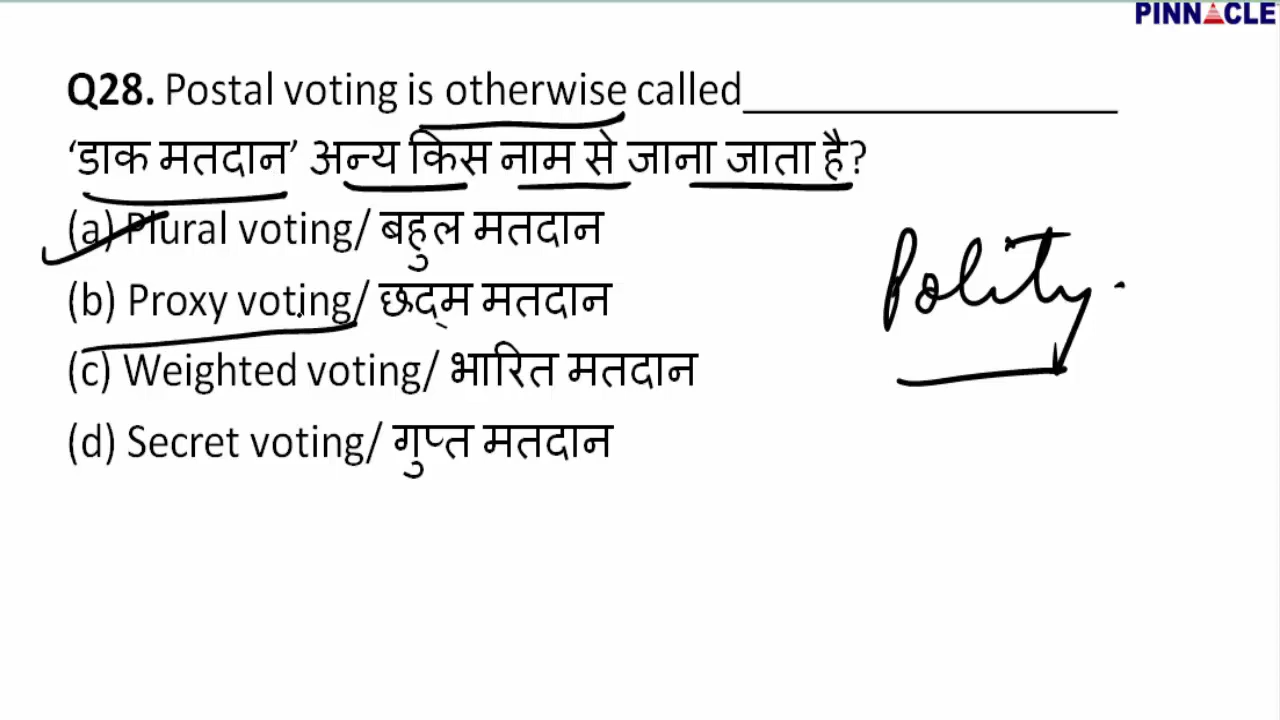 PINNACLE
Q28. Postal voting is otherwise called______________
‘डाक मतदान’ अन्य किस नाम से जाना जाता है?
(a) Plural voting/ बहुल मतदान
(b) Proxy voting/ छद्म मतदान
Polity.
(c) Weighted voting/ भारित मतदान
(d) Secret voting/ गुप्त मतदान